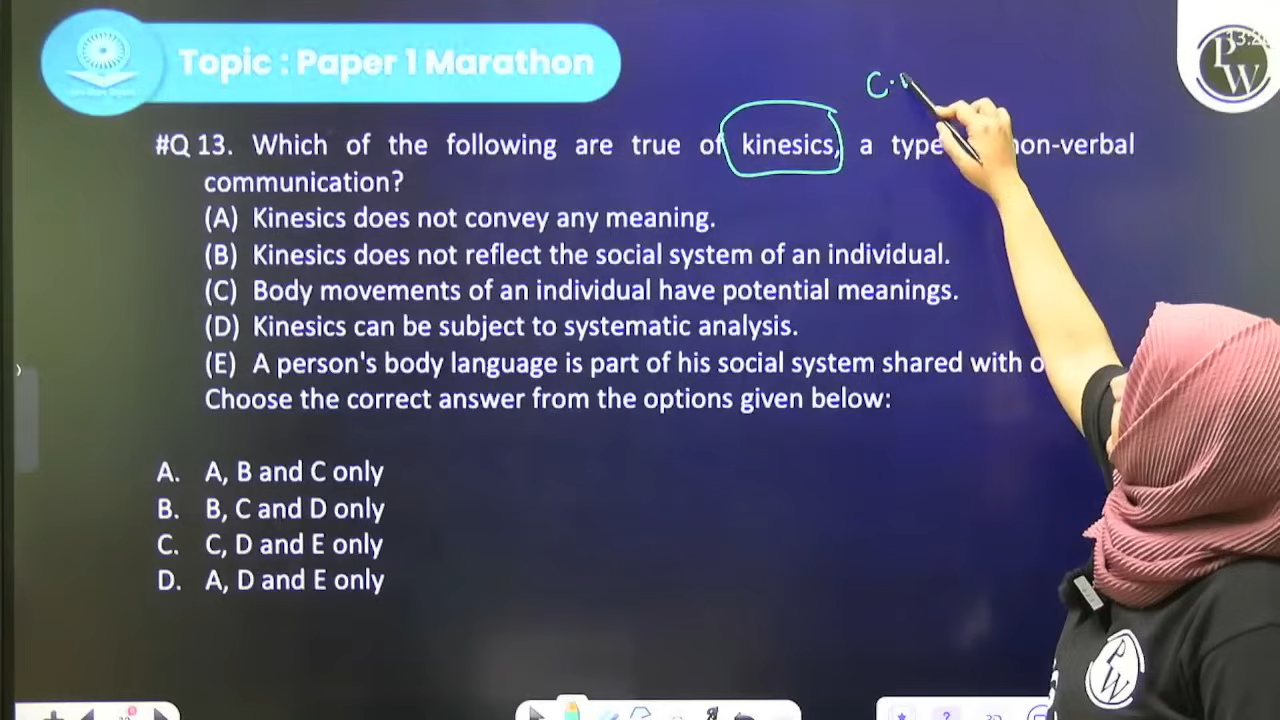 Topic : Paper 1 Marathon
C.
#Q 13. Which of the following are true of kinesics, a type non-verbal
communication?
(A) Kinesics does not convey any meaning.
(B) Kinesics does not reflect the social system of an individual.
(C) Body movements of an individual have potential meanings.
(D) Kinesics can be subject to systematic analysis.
(E) A person's body language is part of his social system shared with
Choose the correct answer from the options given below:
A. A, B and C only
B. B, C and D only
C. C, D and E only
D. A, D and E only
PW
PW